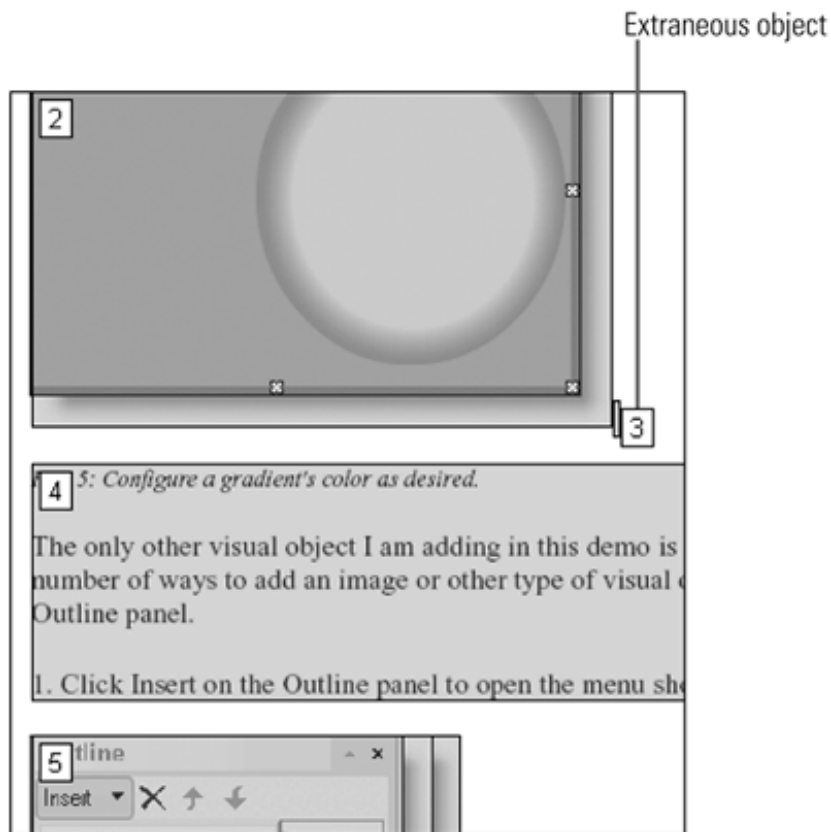 Extraneous object
2
3
4
5: Configure a gradient's color as desired.
The only other visual object I am adding in this demo is
number of ways to add an image or other type of visual
Outline panel.
1. Click Insert on the Outline panel to open the menu
5
tline
Insert